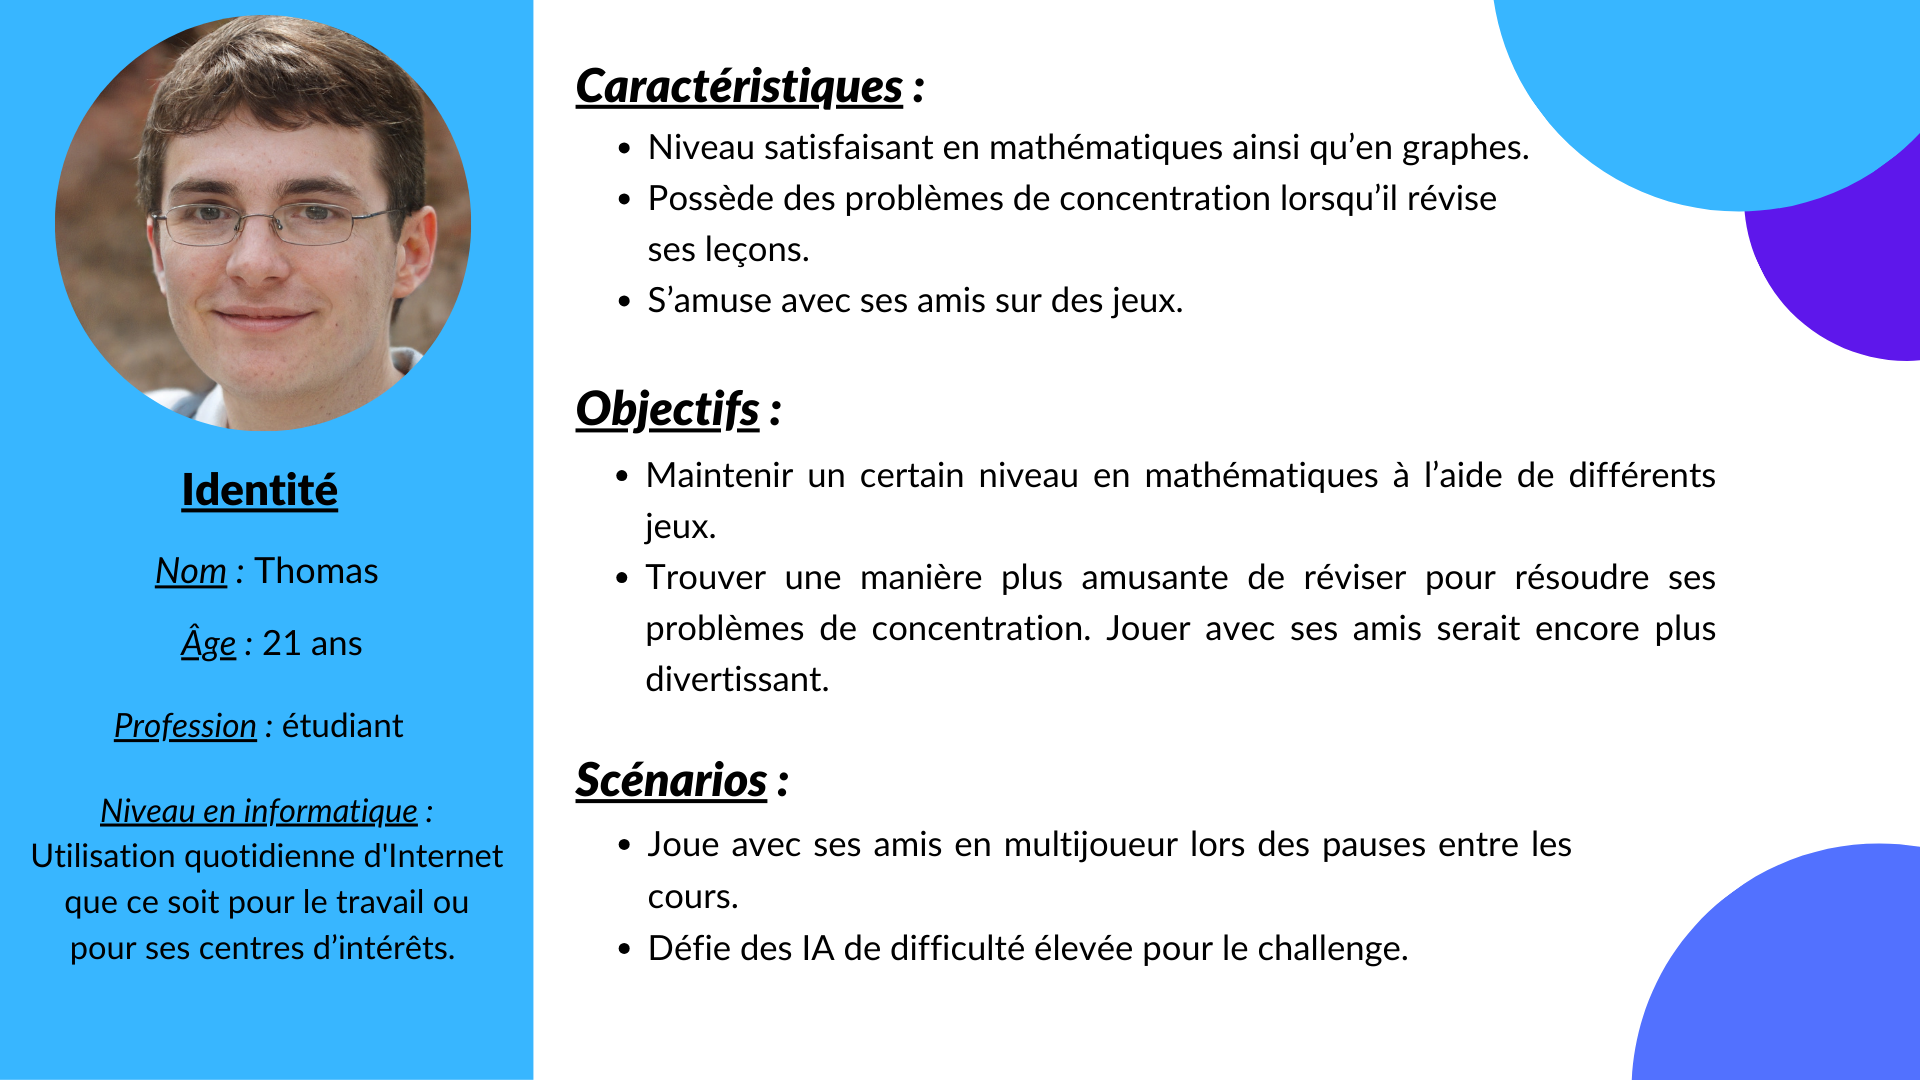 Identité
Nom : Thomas
Âge : 21 ans
Profession : étudiant
Niveau en informatique :
Utilisation quotidienne d'Internet
que ce soit pour le travail ou
pour ses centres d’intérêts.
Caractéristiques :
• Niveau satisfaisant en mathématiques ainsi qu’en graphes.
• Possède des problèmes de concentration lorsqu’il révise
ses leçons.
• S’amuse avec ses amis sur des jeux.
Objectifs :
• Maintenir un certain niveau en mathématiques à l’aide de différents
jeux.
• Trouver une manière plus amusante de réviser pour résoudre ses
problèmes de concentration. Jouer avec ses amis serait encore plus
divertissant.
Scénarios :
• Joue avec ses amis en multijoueur lors des pauses entre les
cours.
• Défie des IA de difficulté élevée pour le challenge.